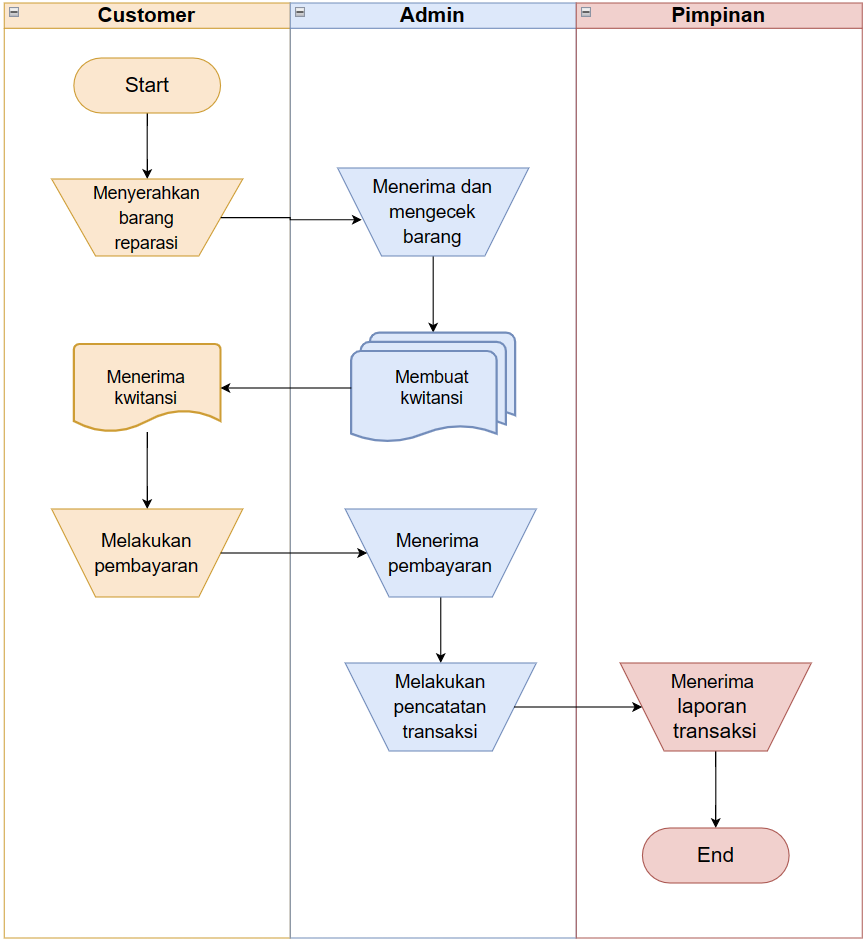 Customer
Admin
Pimpinan
Start
Menyerahkan
barang
reparasi
Menerima dan
mengecek
barang
Membuat
kwitansi
Menerima
kwitansi
Melakukan
pembayaran
Menerima
pembayaran
Melakukan
pencatatan
transaksi
Menerima
laporan
transaksi
End